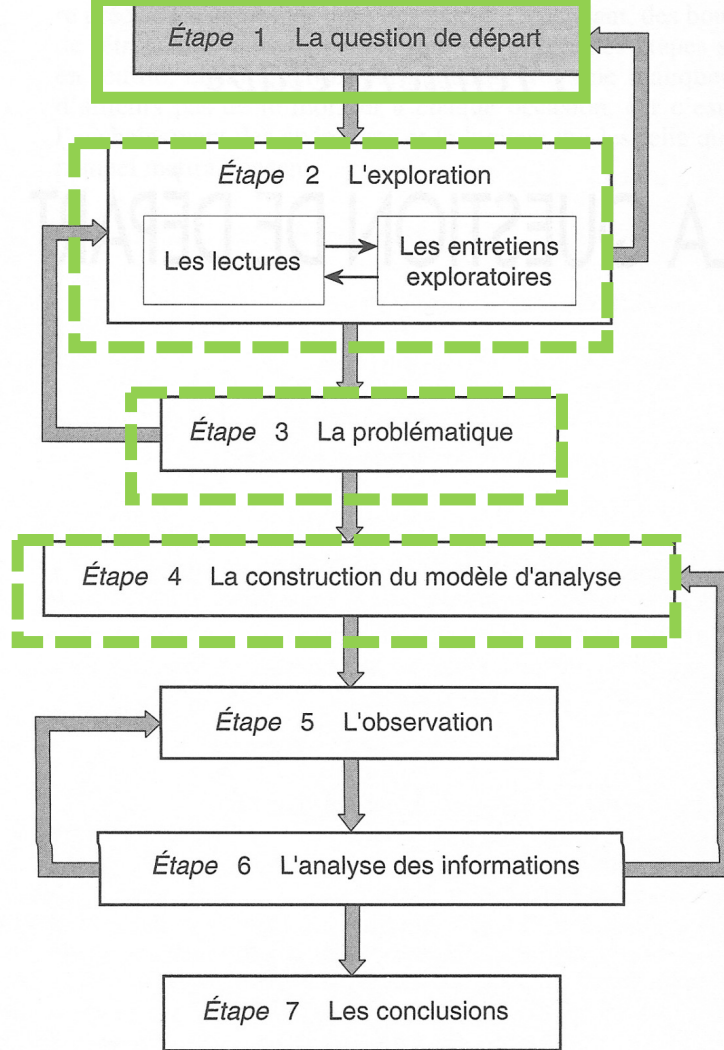 Étape 1 La question de départ
Étape 2 L'exploration
Les lectures
Les entretiens
exploratoires
Étape 3 La problématique
Étape 4 La construction du modèle d'analyse
Étape 5 L'observation
Étape 6 L'analyse des informations
Étape 7 Les conclusions